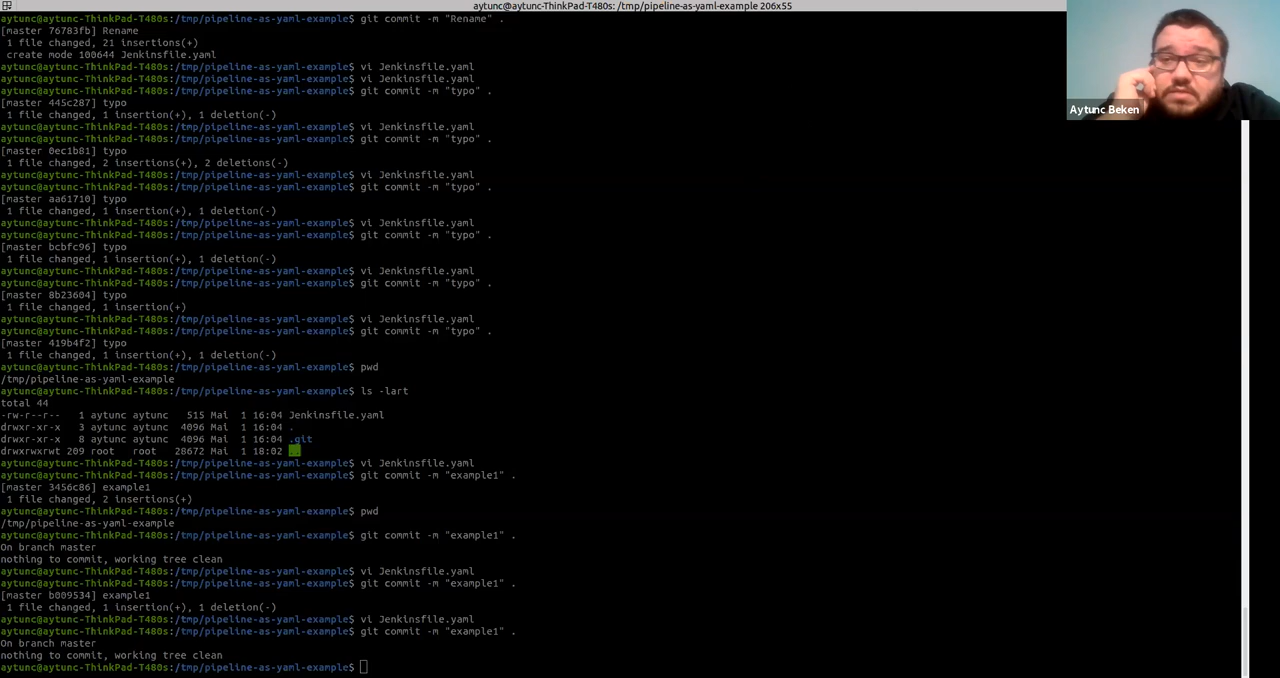 aytunc@aytunc-ThinkPad-T480s: /tmp/pipeline-as-yaml-example 206x55
aytunc@aytunc-ThinkPad-T480s:/tmp/pipeline-as-yaml-example$ git commit -m "Rename" .
[master 76783fb] Rename
 1 file changed, 21 insertions(+)
 create mode 100644 Jenkinsfile.yaml
aytunc@aytunc-ThinkPad-T480s:/tmp/pipeline-as-yaml-example$ vi Jenkinsfile.yaml
aytunc@aytunc-ThinkPad-T480s:/tmp/pipeline-as-yaml-example$ vi Jenkinsfile.yaml
aytunc@aytunc-ThinkPad-T480s:/tmp/pipeline-as-yaml-example$ git commit -m "typo" .
[master 445c287] typo
 1 file changed, 1 insertion(+), 1 deletion(-)
aytunc@aytunc-ThinkPad-T480s:/tmp/pipeline-as-yaml-example$ vi Jenkinsfile.yaml
aytunc@aytunc-ThinkPad-T480s:/tmp/pipeline-as-yaml-example$ git commit -m "typo" .
[master 0ec1b81] typo
 1 file changed, 2 insertions(+), 2 deletions(-)
aytunc@aytunc-ThinkPad-T480s:/tmp/pipeline-as-yaml-example$ vi Jenkinsfile.yaml
aytunc@aytunc-ThinkPad-T480s:/tmp/pipeline-as-yaml-example$ git commit -m "typo" .
[master aa61710] typo
 1 file changed, 1 insertion(+), 1 deletion(-)
aytunc@aytunc-ThinkPad-T480s:/tmp/pipeline-as-yaml-example$ vi Jenkinsfile.yaml
aytunc@aytunc-ThinkPad-T480s:/tmp/pipeline-as-yaml-example$ git commit -m "typo" .
[master bcbfc96] typo
 1 file changed, 1 insertion(+), 1 deletion(-)
aytunc@aytunc-ThinkPad-T480s:/tmp/pipeline-as-yaml-example$ vi Jenkinsfile.yaml
aytunc@aytunc-ThinkPad-T480s:/tmp/pipeline-as-yaml-example$ git commit -m "typo" .
[master 8b23604] typo
 1 file changed, 1 insertion(+)
aytunc@aytunc-ThinkPad-T480s:/tmp/pipeline-as-yaml-example$ vi Jenkinsfile.yaml
aytunc@aytunc-ThinkPad-T480s:/tmp/pipeline-as-yaml-example$ git commit -m "typo" .
[master 419b4f2] typo
 1 file changed, 1 insertion(+), 1 deletion(-)
aytunc@aytunc-ThinkPad-T480s:/tmp/pipeline-as-yaml-example$ pwd
/tmp/pipeline-as-yaml-example
aytunc@aytunc-ThinkPad-T480s:/tmp/pipeline-as-yaml-example$ ls -lart
total 44
-rw-r--r--   1 aytunc aytunc   515 Mai  1 16:04 Jenkinsfile.yaml
drwxr-xr-x   3 aytunc aytunc  4096 Mai  1 16:04 .
drwxr-xr-x   8 aytunc aytunc  4096 Mai  1 16:04 .git
drwxrwxrwt 209 root   root   28672 Mai  1 18:02 ..
aytunc@aytunc-ThinkPad-T480s:/tmp/pipeline-as-yaml-example$ vi Jenkinsfile.yaml
aytunc@aytunc-ThinkPad-T480s:/tmp/pipeline-as-yaml-example$ git commit -m "example1" .
[master 3456c86] example1
 1 file changed, 2 insertions(+)
aytunc@aytunc-ThinkPad-T480s:/tmp/pipeline-as-yaml-example$ pwd
/tmp/pipeline-as-yaml-example
aytunc@aytunc-ThinkPad-T480s:/tmp/pipeline-as-yaml-example$ git commit -m "example1" .
On branch master
nothing to commit, working tree clean
aytunc@aytunc-ThinkPad-T480s:/tmp/pipeline-as-yaml-example$ vi Jenkinsfile.yaml
aytunc@aytunc-ThinkPad-T480s:/tmp/pipeline-as-yaml-example$ git commit -m "example1" .
[master b009534] example1
 1 file changed, 1 insertion(+), 1 deletion(-)
aytunc@aytunc-ThinkPad-T480s:/tmp/pipeline-as-yaml-example$ vi Jenkinsfile.yaml
aytunc@aytunc-ThinkPad-T480s:/tmp/pipeline-as-yaml-example$ git commit -m "example1" .
On branch master
nothing to commit, working tree clean
aytunc@aytunc-ThinkPad-T480s:/tmp/pipeline-as-yaml-example$
Aytunc Beken